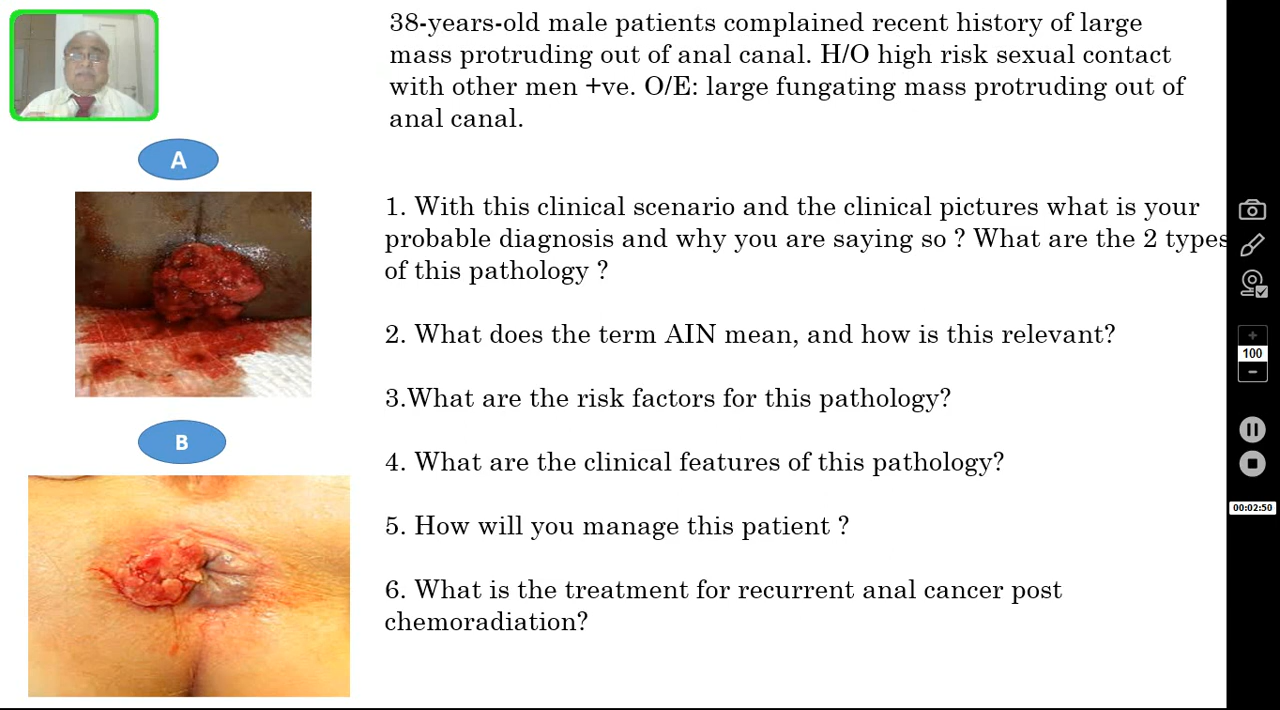 38-years-old male patients complained recent history of large
mass protruding out of anal canal. H/O high risk sexual contact
with other men +ve. O/E: large fungating mass protruding out of
anal canal.
A
1. With this clinical scenario and the clinical pictures what is your
probable diagnosis and why you are saying so ? What are the 2 types
of this pathology ?
2. What does the term AIN mean, and how is this relevant?
3.What are the risk factors for this pathology?
B
4. What are the clinical features of this pathology?
5. How will you manage this patient ?
6. What is the treatment for recurrent anal cancer post
chemoradiation?
+
100
-
00:02:50